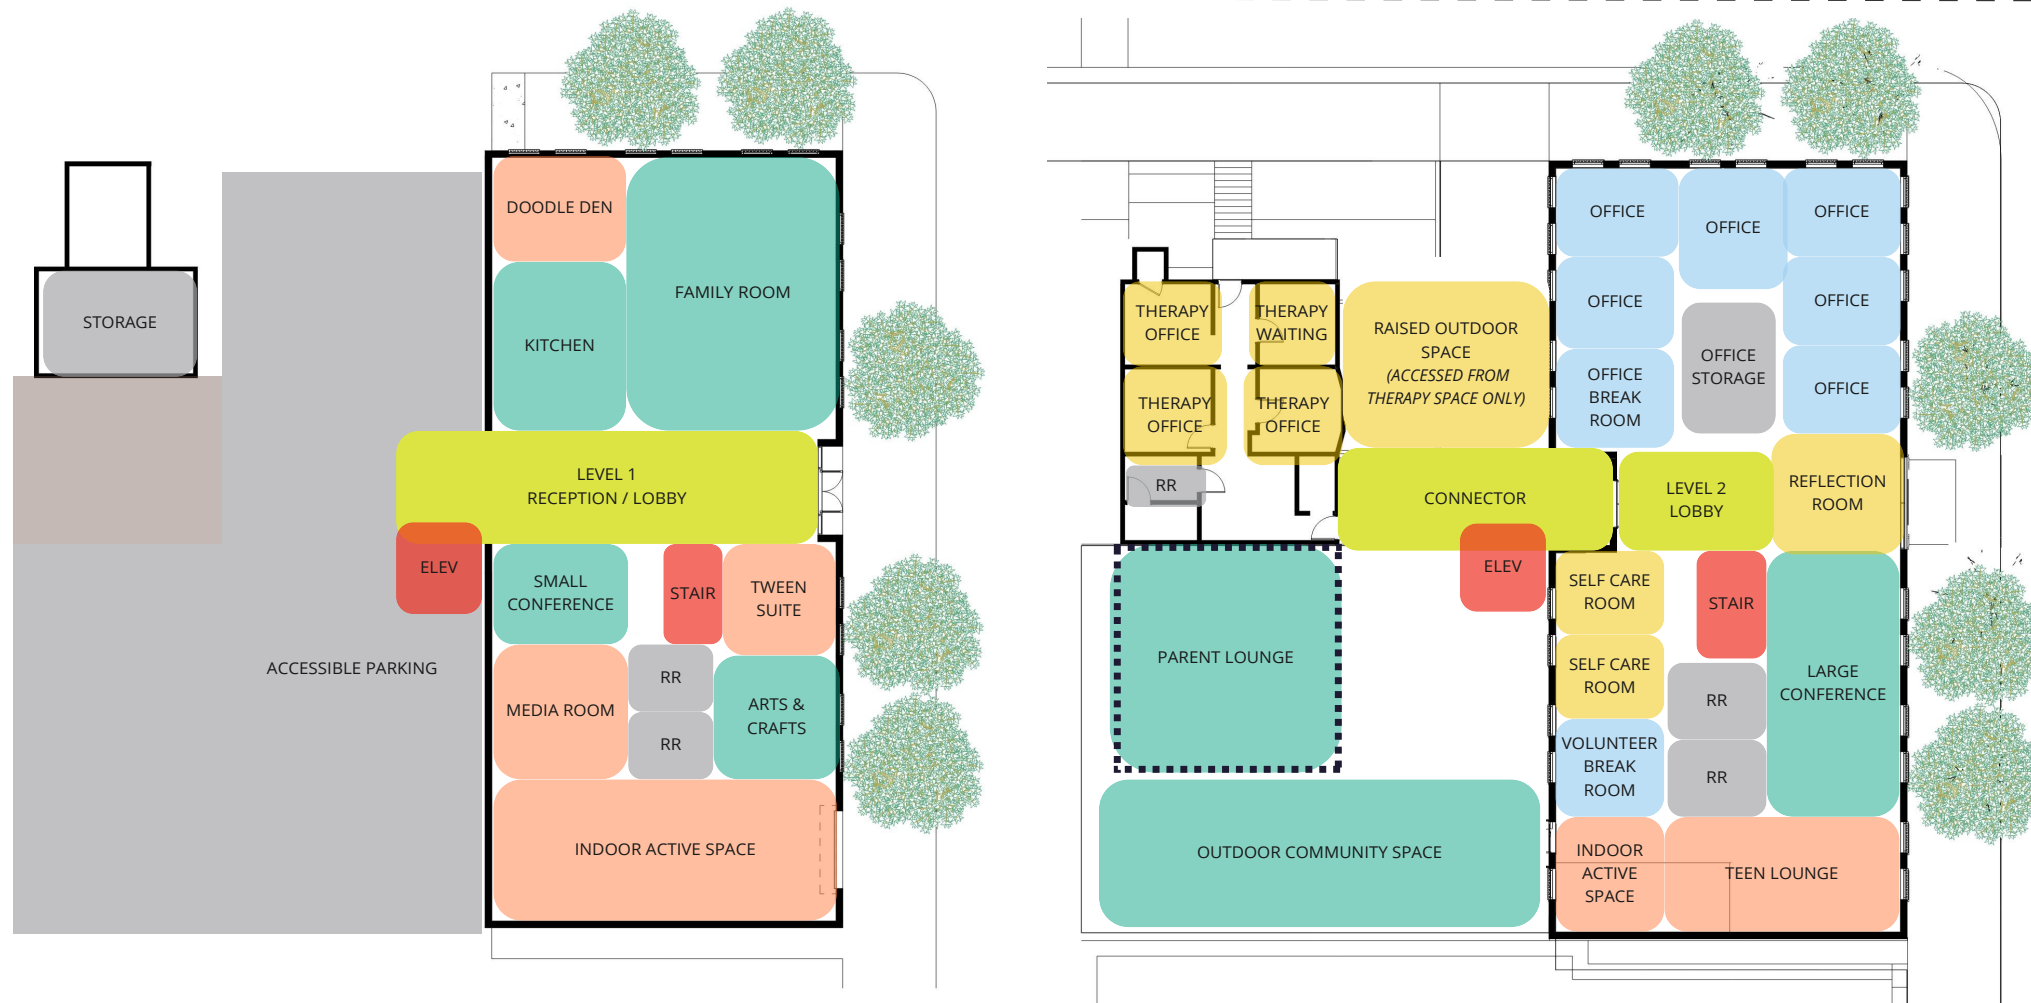 DOODLE DEN
FAMILY ROOM
STORAGE
KITCHEN
LEVEL 1
RECEPTION / LOBBY
ELEV
SMALL
CONFERENCE
STAIR
TWEEN
SUITE
ACCESSIBLE PARKING
RR
MEDIA ROOM
ARTS &
CRAFTS
RR
INDOOR ACTIVE SPACE
OFFICE
OFFICE
OFFICE
THERAPY
OFFICE
THERAPY
WAITING
RAISED OUTDOOR
SPACE
(ACCESSED FROM
THERAPY SPACE ONLY)
OFFICE
OFFICE
OFFICE
STORAGE
THERAPY
OFFICE
THERAPY
OFFICE
OFFICE
BREAK
ROOM
OFFICE
RR
CONNECTOR
LEVEL 2
LOBBY
REFLECTION
ROOM
ELEV
SELF CARE
ROOM
STAIR
PARENT LOUNGE
SELF CARE
ROOM
LARGE
CONFERENCE
RR
VOLUNTEER
BREAK
ROOM
RR
OUTDOOR COMMUNITY SPACE
INDOOR
ACTIVE
SPACE
TEEN LOUNGE